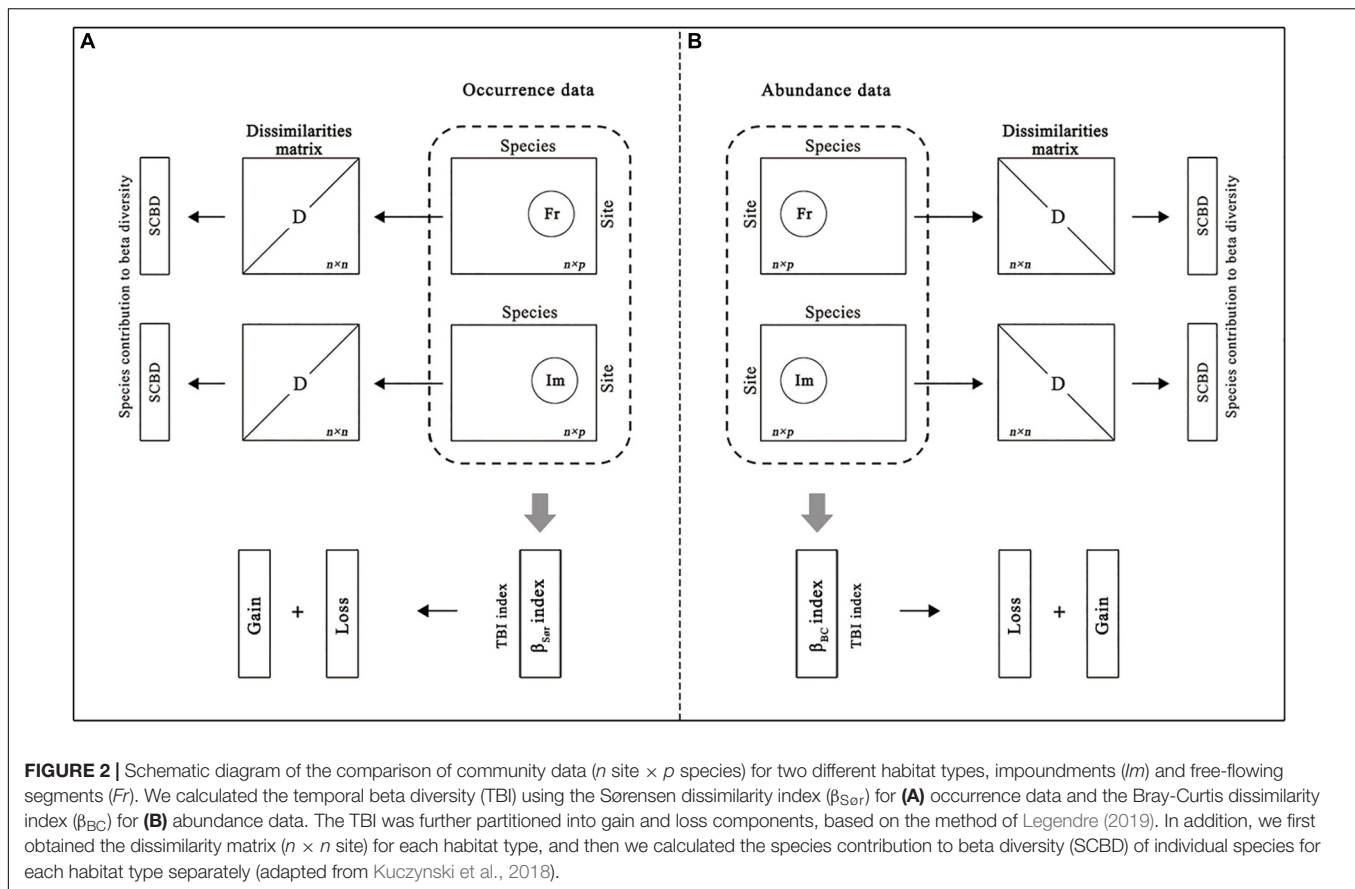 A
Occurrence data
Dissimilarities
matrix
Species
Species contribution to beta diversity
SCBD
D
n×n
Fr
Site
n×p
Species
SCBD
D
n×n
Im
Site
n×p
Gain
+
Loss
TBI index
βSør index
B
Abundance data
Species
Dissimilarities
matrix
Site
Fr
n×p
D
n×n
SCBD
Species contribution to beta diversity
Species
Site
Im
n×p
D
n×n
SCBD
βBC index
TBI index
Loss
+
Gain
FIGURE 2 | Schematic diagram of the comparison of community data (n site × p species) for two different habitat types, impoundments (Im) and free-flowing
segments (Fr). We calculated the temporal beta diversity (TBI) using the Sørensen dissimilarity index (βSør) for (A) occurrence data and the Bray-Curtis dissimilarity
index (βBC) for (B) abundance data. The TBI was further partitioned into gain and loss components, based on the method of Legendre (2019). In addition, we first
obtained the dissimilarity matrix (n × n site) for each habitat type, and then we calculated the species contribution to beta diversity (SCBD) of individual species for
each habitat type separately (adapted from Kuczynski et al., 2018).